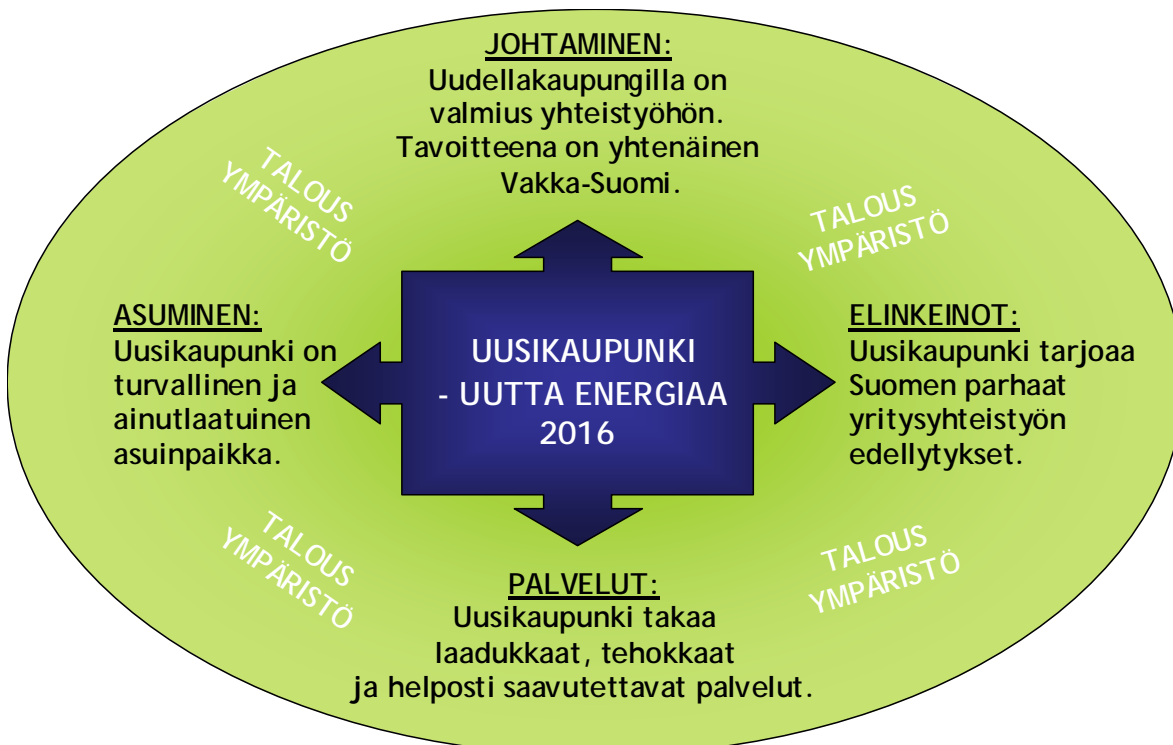 JOHTAMINEN:
Uudellakaupungilla on
valmius yhteistyöhön.
Tavoitteena on yhtenäinen
Vakka-Suomi.
TALOUS
YMPÄRISTÖ
TALOUS
YMPÄRISTÖ
ASUMINEN:
Uusikaupunki on
turvallinen ja
ainutlaatuinen
asuinpaikka.
UUSIKAUPUNKI
- UUTTA ENERGIAA
2016
ELINKEINOT:
Uusikaupunki tarjoaa
Suomen parhaat
yritysyhteistyön
edellytykset.
TALOUS
YMPÄRISTÖ
TALOUS
YMPÄRISTÖ
PALVELUT:
Uusikaupunki takaa
laadukkaat, tehokkaat
ja helposti saavutettavat palvelut.